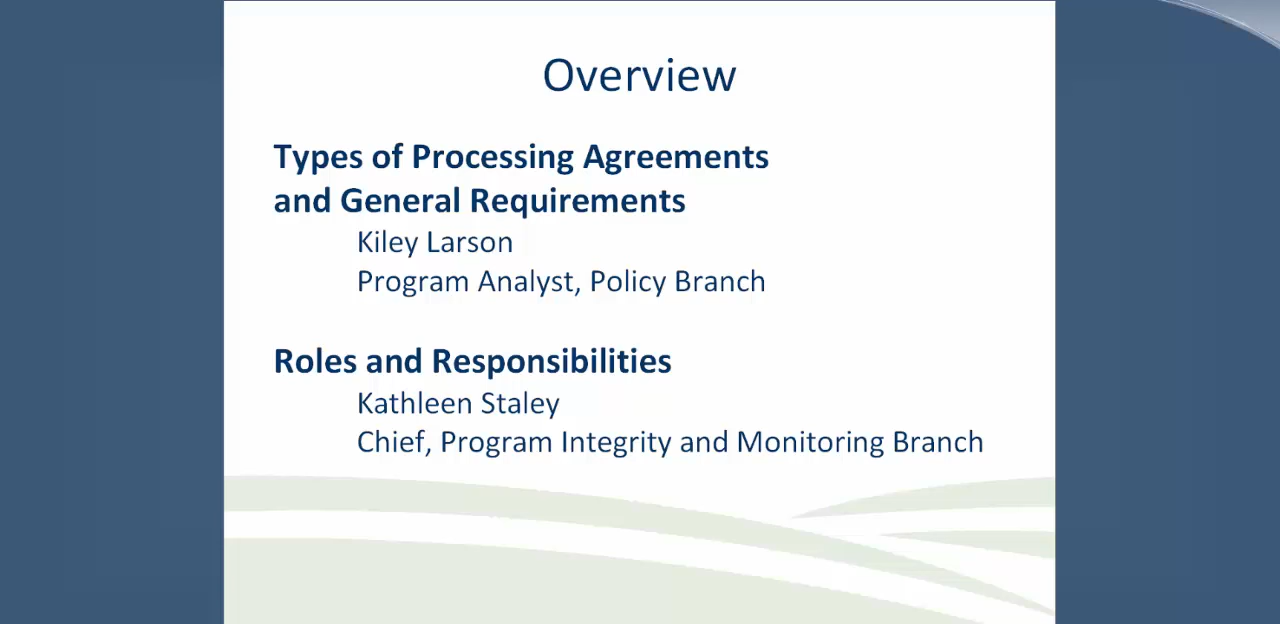 Overview
Types of Processing Agreements
and General Requirements
Kiley Larson
Program Analyst, Policy Branch
Roles and Responsibilities
Kathleen Staley
Chief, Program Integrity and Monitoring Branch